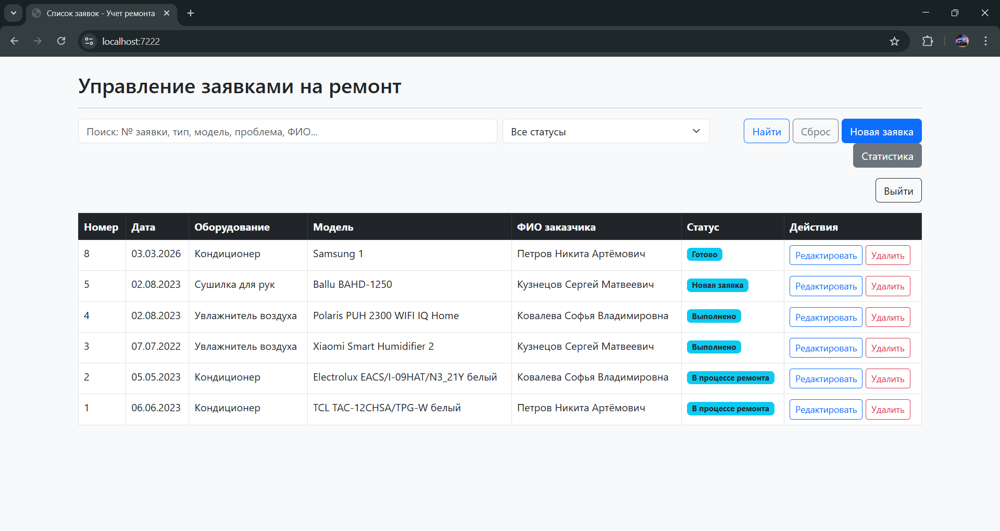 Список заявок - Учет ремонта
localhost:7222
Управление заявками на ремонт
Поиск: № заявки, тип, модель, проблема, ФИО... Все статусы Найти Сброс Новая заявка
Статистика
Выйти
Номер Дата Оборудование Модель ФИО заказчика Статус Действия
8 03.03.2026 Кондиционер Samsung 1 Петров Никита Артёмович Готово Редактировать Удалить
5 02.08.2023 Сушилка для рук Ballu BAHD-1250 Кузнецов Сергей Матвеевич Новая заявка Редактировать Удалить
4 02.08.2023 Увлажнитель воздуха Polaris PUH 2300 WIFI IQ Home Ковалева Софья Владимировна Выполнено Редактировать Удалить
3 07.07.2022 Увлажнитель воздуха Xiaomi Smart Humidifier 2 Кузнецов Сергей Матвеевич Выполнено Редактировать Удалить
2 05.05.2023 Кондиционер Electrolux EACS/I-09HAT/N3_21Y белый Ковалева Софья Владимировна В процессе ремонта Редактировать Удалить
1 06.06.2023 Кондиционер TCL TAC-12CHSA/TPG-W белый Петров Никита Артёмович В процессе ремонта Редактировать Удалить